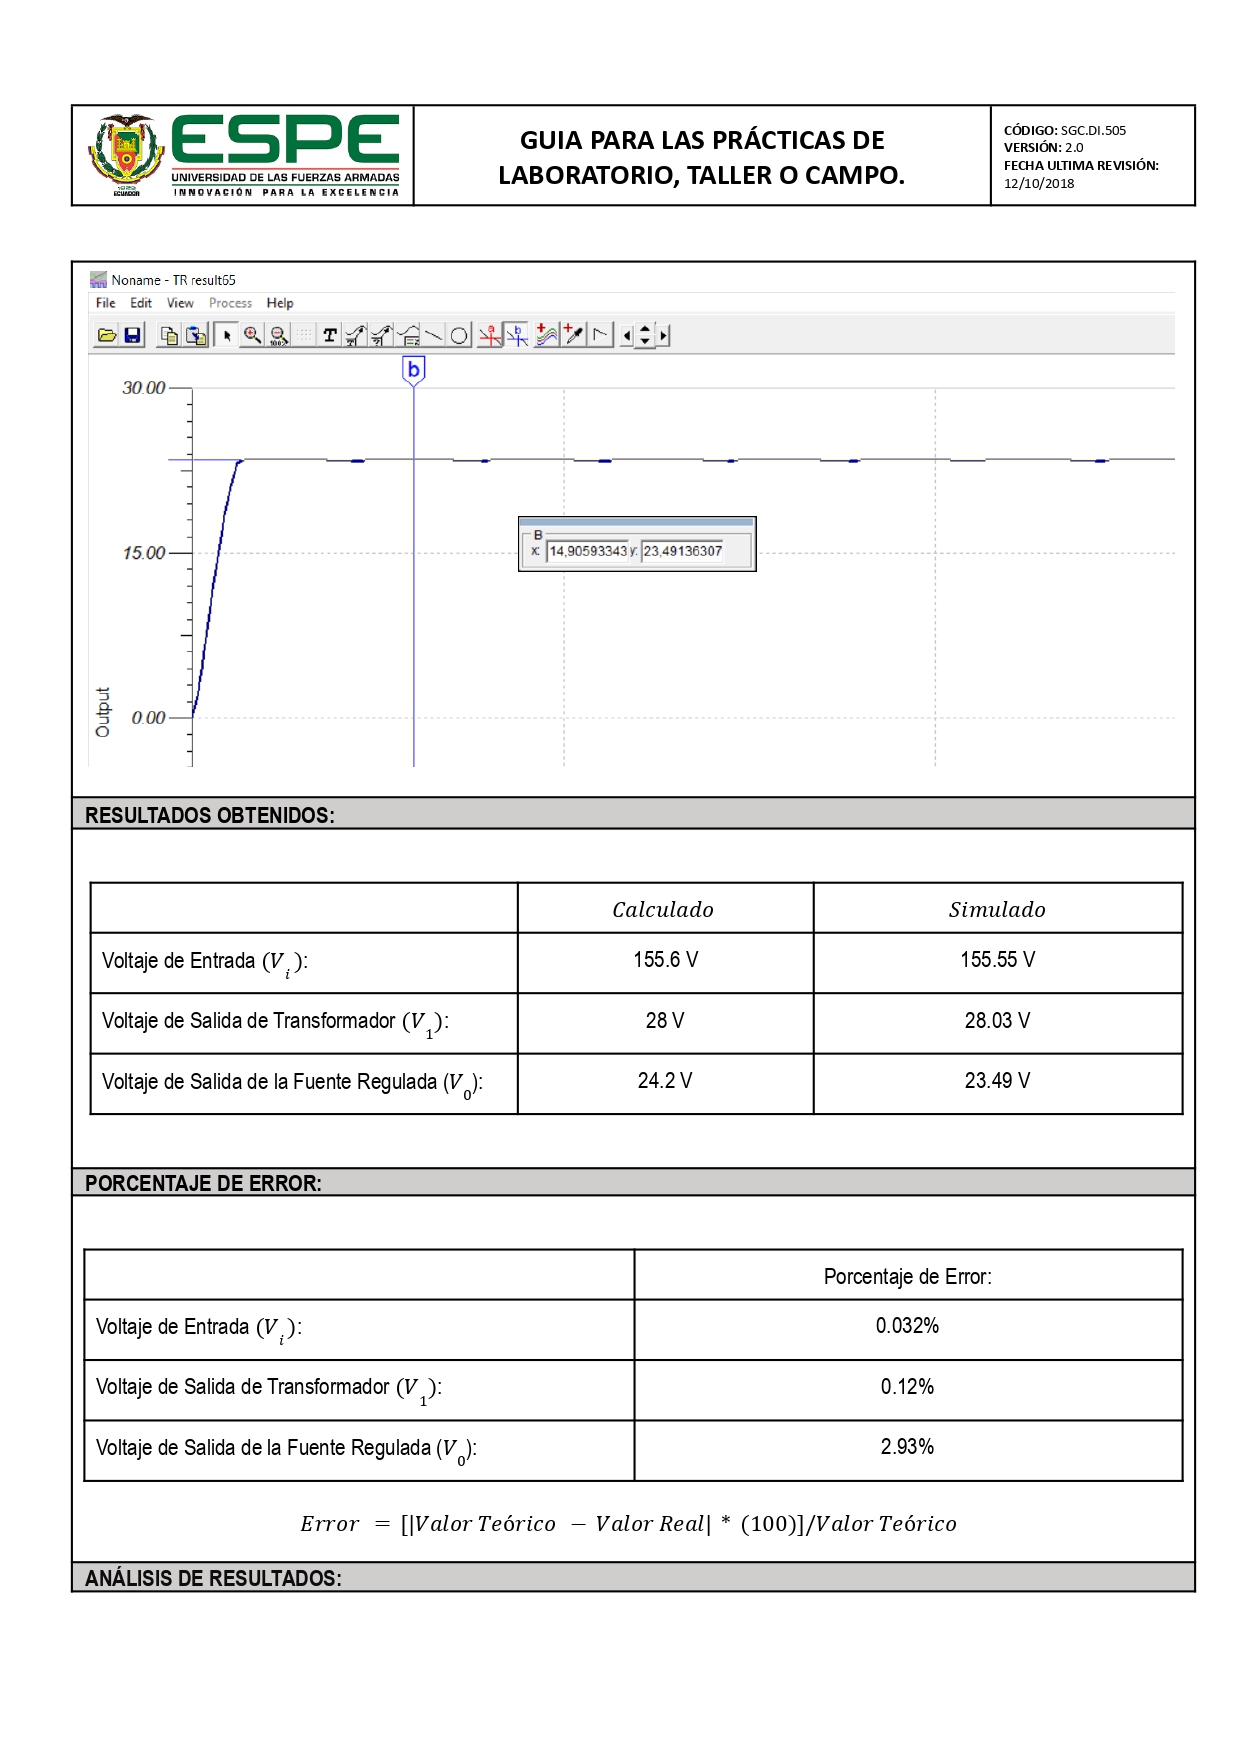 ESPE
UNIVERSIDAD DE LAS FUERZAS ARMADAS
INNOVACIÓN PARA LA EXCELENCIA
1922
ECUADOR
GUIA PARA LAS PRÁCTICAS DE
LABORATORIO, TALLER O CAMPO.
CÓDIGO: SGC.DI.505
VERSIÓN: 2.0
FECHA ULTIMA REVISIÓN:
12/10/2018
Noname - TR result65
File Edit View Process Help
b
30.00
15.00
0.00
Output
B
x: 14,90593343 y: 23,49136307
RESULTADOS OBTENIDOS:
Calculado Simulado
Voltaje de Entrada (V_i): 155.6 V 155.55 V
Voltaje de Salida de Transformador (V_1): 28 V 28.03 V
Voltaje de Salida de la Fuente Regulada (V_0): 24.2 V 23.49 V
PORCENTAJE DE ERROR:
Porcentaje de Error:
Voltaje de Entrada (V_i): 0.032%
Voltaje de Salida de Transformador (V_1): 0.12%
Voltaje de Salida de la Fuente Regulada (V_0): 2.93%
Error = [|Valor Teórico − Valor Real| * (100)]/Valor Teórico
ANÁLISIS DE RESULTADOS: